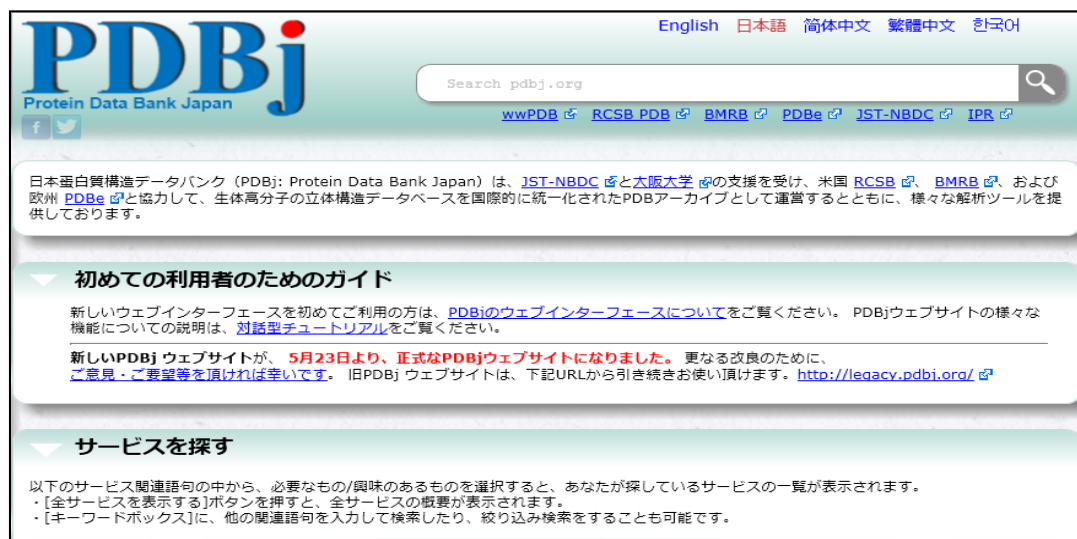 PDBj
Protein Data Bank Japan
English 日本語 简体中文 繁體中文 한국어
Search pdbj.org
wwPDB RCSB PDB BMRB PDBe JST-NBDC IPR
日本蛋白質構造データバンク（PDBj: Protein Data Bank Japan）は、JST-NBDCと大阪大学の支援を受け、米国 RCSB、 BMRB、および
欧州 PDBeと協力して、生体高分子の立体構造データベースを国際的に統一化されたPDBアーカイブとして運営するとともに、様々な解析ツールを提
供しております。
初めての利用者のためのガイド
新しいウェブインターフェースを初めてご利用の方は、PDBjのウェブインターフェースについてをご覧ください。 PDBjウェブサイトの様々な
機能についての説明は、対話型チュートリアルをご覧ください。
新しいPDBj ウェブサイトが、 5月23日より、正式なPDBjウェブサイトになりました。 更なる改良のために、
ご意見・ご要望等を頂ければ幸いです。 旧PDBj ウェブサイトは、下記URLから引き続きお使い頂けます。http://legacy.pdbj.org/
サービスを探す
以下のサービス関連語句の中から、必要なもの/興味のあるものを選択すると、あなたが探しているサービスの一覧が表示されます。
・[全サービスを表示する]ボタンを押すと、全サービスの概要が表示されます。
・[キーワードボックス]に、他の関連語句を入力して検索したり、絞り込み検索をすることも可能です。